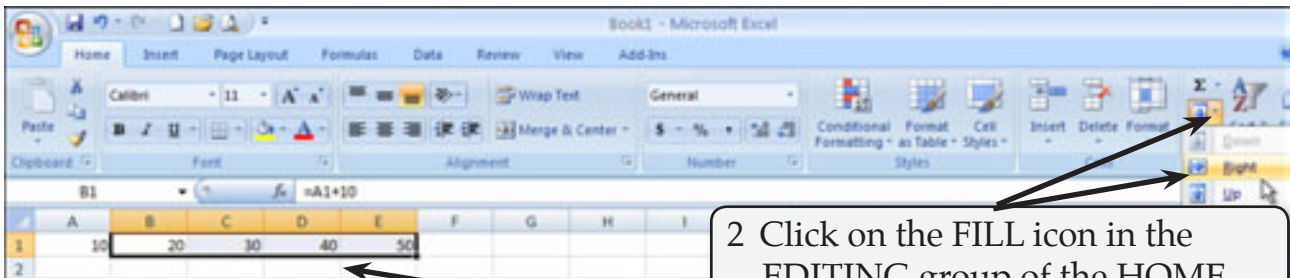 Book1 - Microsoft Excel
Home Insert Page Layout Formulas Data Review View Add-Ins
Calibri 11 A A Wrap Text General Σ
Paste B I U A Merge & Center $ % , Conditional Formatting as Table Format Cell Styles Insert Delete Format
Clipboard Font Alignment Number Styles Down
Right
B1 fx =A1+10 Up
A B C D E F G H I
1 10 20 30 40 50
2
2 Click on the FILL icon in the
EDITING group of the HOME